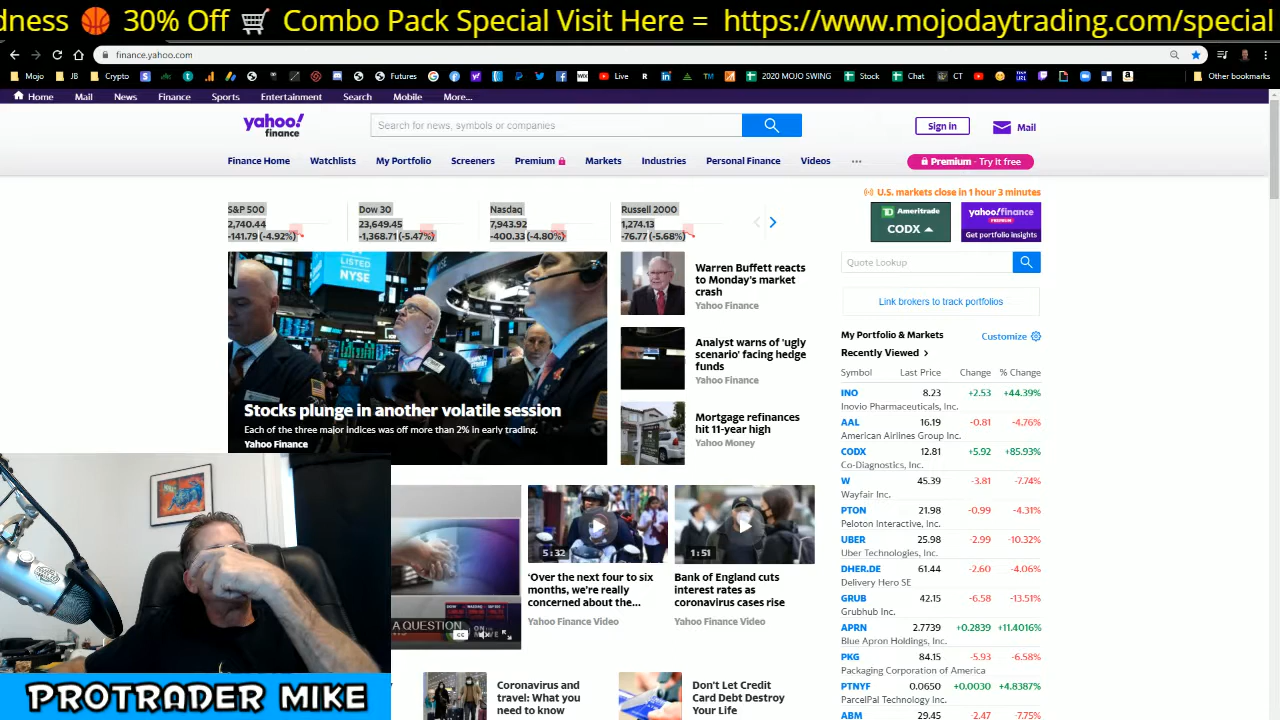 dness 🏀 30% Off 🛒 Combo Pack Special Visit Here = https://www.mojodaytrading.com/special
finance.yahoo.com
Mojo JB Crypto Futures Live 2020 MOJO SWING Stock Chat CT Other bookmarks
Home Mail News Finance Sports Entertainment Search Mobile More...
yahoo!
finance
Search for news, symbols or companies
Sign in
Mail
Finance Home Watchlists My Portfolio Screeners Premium Markets Industries Personal Finance Videos ...
Premium - Try it free
U.S. markets close in 1 hour 3 minutes
S&P 500
2,740.44
-141.79 (-4.92%)
Dow 30
23,649.45
-1,368.71 (-5.47%)
Nasdaq
7,943.92
-400.33 (-4.80%)
Russell 2000
1,274.13
-76.77 (-5.68%)
TD Ameritrade
CODX
yahoo!finance
PREMIUM
Get portfolio insights
LISTED
NYSE
Stocks plunge in another volatile session
Each of the three major indices was off more than 2% in early trading.
Yahoo Finance
Warren Buffett reacts
to Monday's market
crash
Yahoo Finance
Analyst warns of 'ugly
scenario' facing hedge
funds
Yahoo Finance
Mortgage refinances
hit 11-year high
Yahoo Money
Quote Lookup
Link brokers to track portfolios
My Portfolio & Markets
Customize
Recently Viewed >
Symbol Last Price Change % Change
INO 8.23 +2.53 +44.39%
Inovio Pharmaceuticals, Inc.
AAL 16.19 -0.81 -4.76%
American Airlines Group Inc.
CODX 12.81 +5.92 +85.93%
Co-Diagnostics, Inc.
W 45.39 -3.81 -7.74%
Wayfair Inc.
PTON 21.98 -0.99 -4.31%
Peloton Interactive, Inc.
UBER 25.98 -2.99 -10.32%
Uber Technologies, Inc.
DHER.DE 61.44 -2.60 -4.06%
Delivery Hero SE
GRUB 42.15 -6.58 -13.51%
Grubhub Inc.
APRN 2.7739 +0.2839 +11.4016%
Blue Apron Holdings, Inc.
PKG 84.15 -5.93 -6.58%
Packaging Corporation of America
PTNYF 0.0650 +0.0030 +4.8387%
ParcelPal Technology Inc.
ABM 29.45 -2.47 -7.75%
A QUESTION
CC
5:32
'Over the next four to six
months, we're really
concerned about the...
Yahoo Finance Video
1:51
Bank of England cuts
interest rates as
coronavirus cases rise
Yahoo Finance Video
Coronavirus and
travel: What you
need to know
Don't Let Credit
Card Debt Destroy
Your Life
PROTRADER MIKE